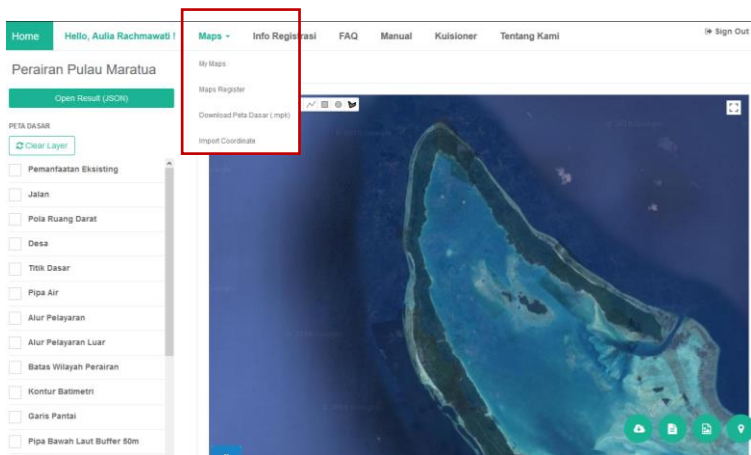 Home
Hello, Aulia Rachmawati !
Maps
Info Registrasi
FAQ
Manual
Kuisioner
Tentang Kami
Sign Out
My Maps
Maps Register
Download Peta Dasar (.mpk)
Import Coordinate
Perairan Pulau Maratua
Open Result (JSON)
PETA DASAR
Clear Layer
Pemanfaatan Eksisting
Jalan
Pola Ruang Darat
Desa
Titik Dasar
Pipa Air
Alur Pelayaran
Alur Pelayaran Luar
Batas Wilayah Perairan
Kontur Batimetri
Garis Pantai
Pipa Bawah Laut Buffer 50m